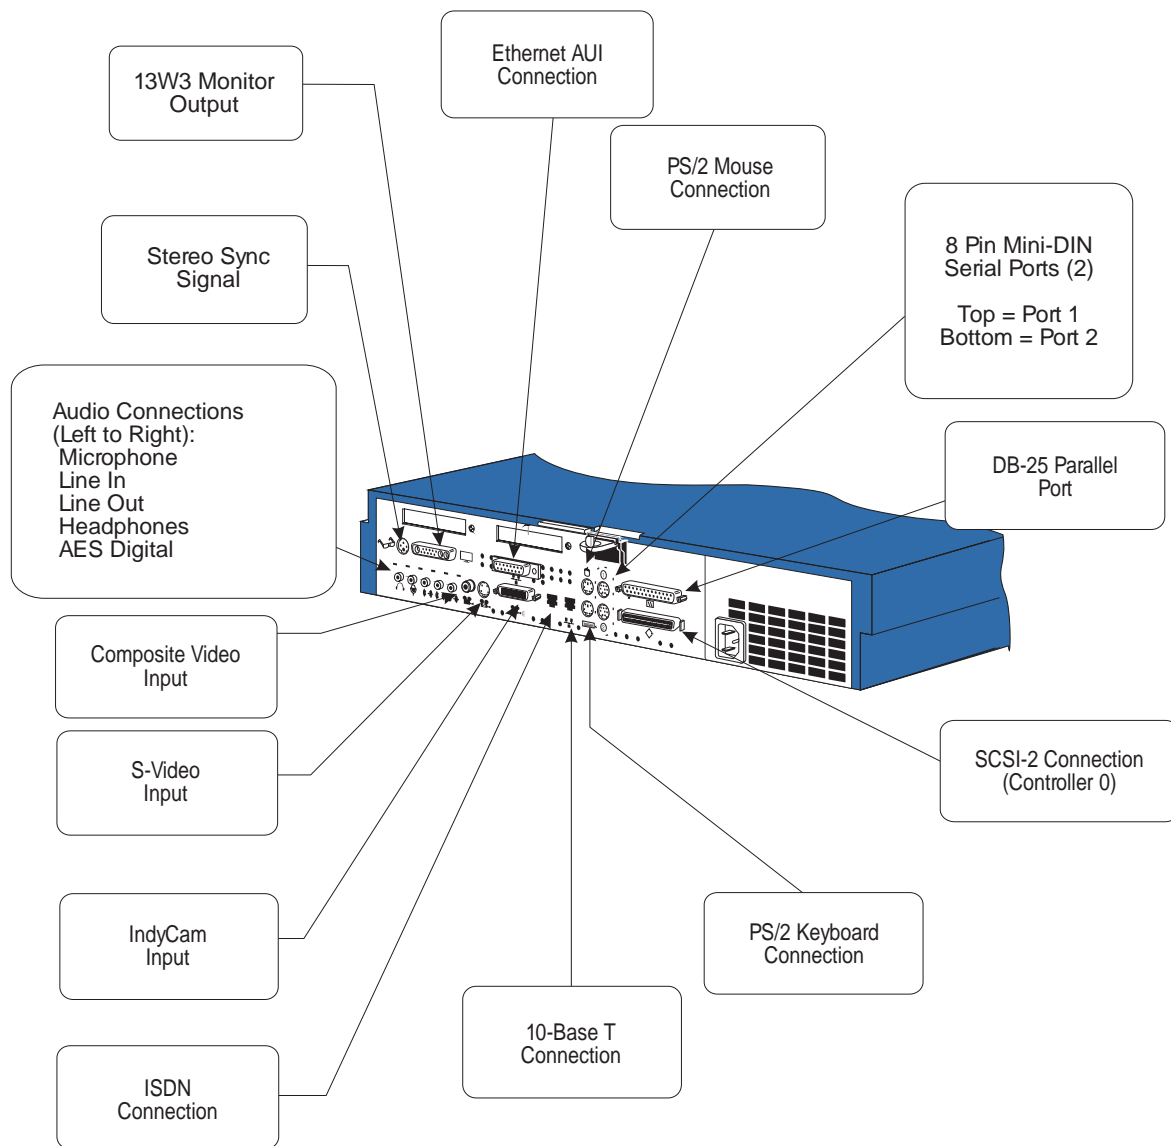 Ethernet AUI
Connection
13W3 Monitor
Output
PS/2 Mouse
Connection
8 Pin Mini-DIN
Serial Ports (2)
Top = Port 1
Bottom = Port 2
Stereo Sync
Signal
Audio Connections
(Left to Right):
Microphone
Line In
Line Out
Headphones
AES Digital
DB-25 Parallel
Port
Composite Video
Input
S-Video
Input
SCSI-2 Connection
(Controller 0)
IndyCam
Input
PS/2 Keyboard
Connection
10-Base T
Connection
ISDN
Connection